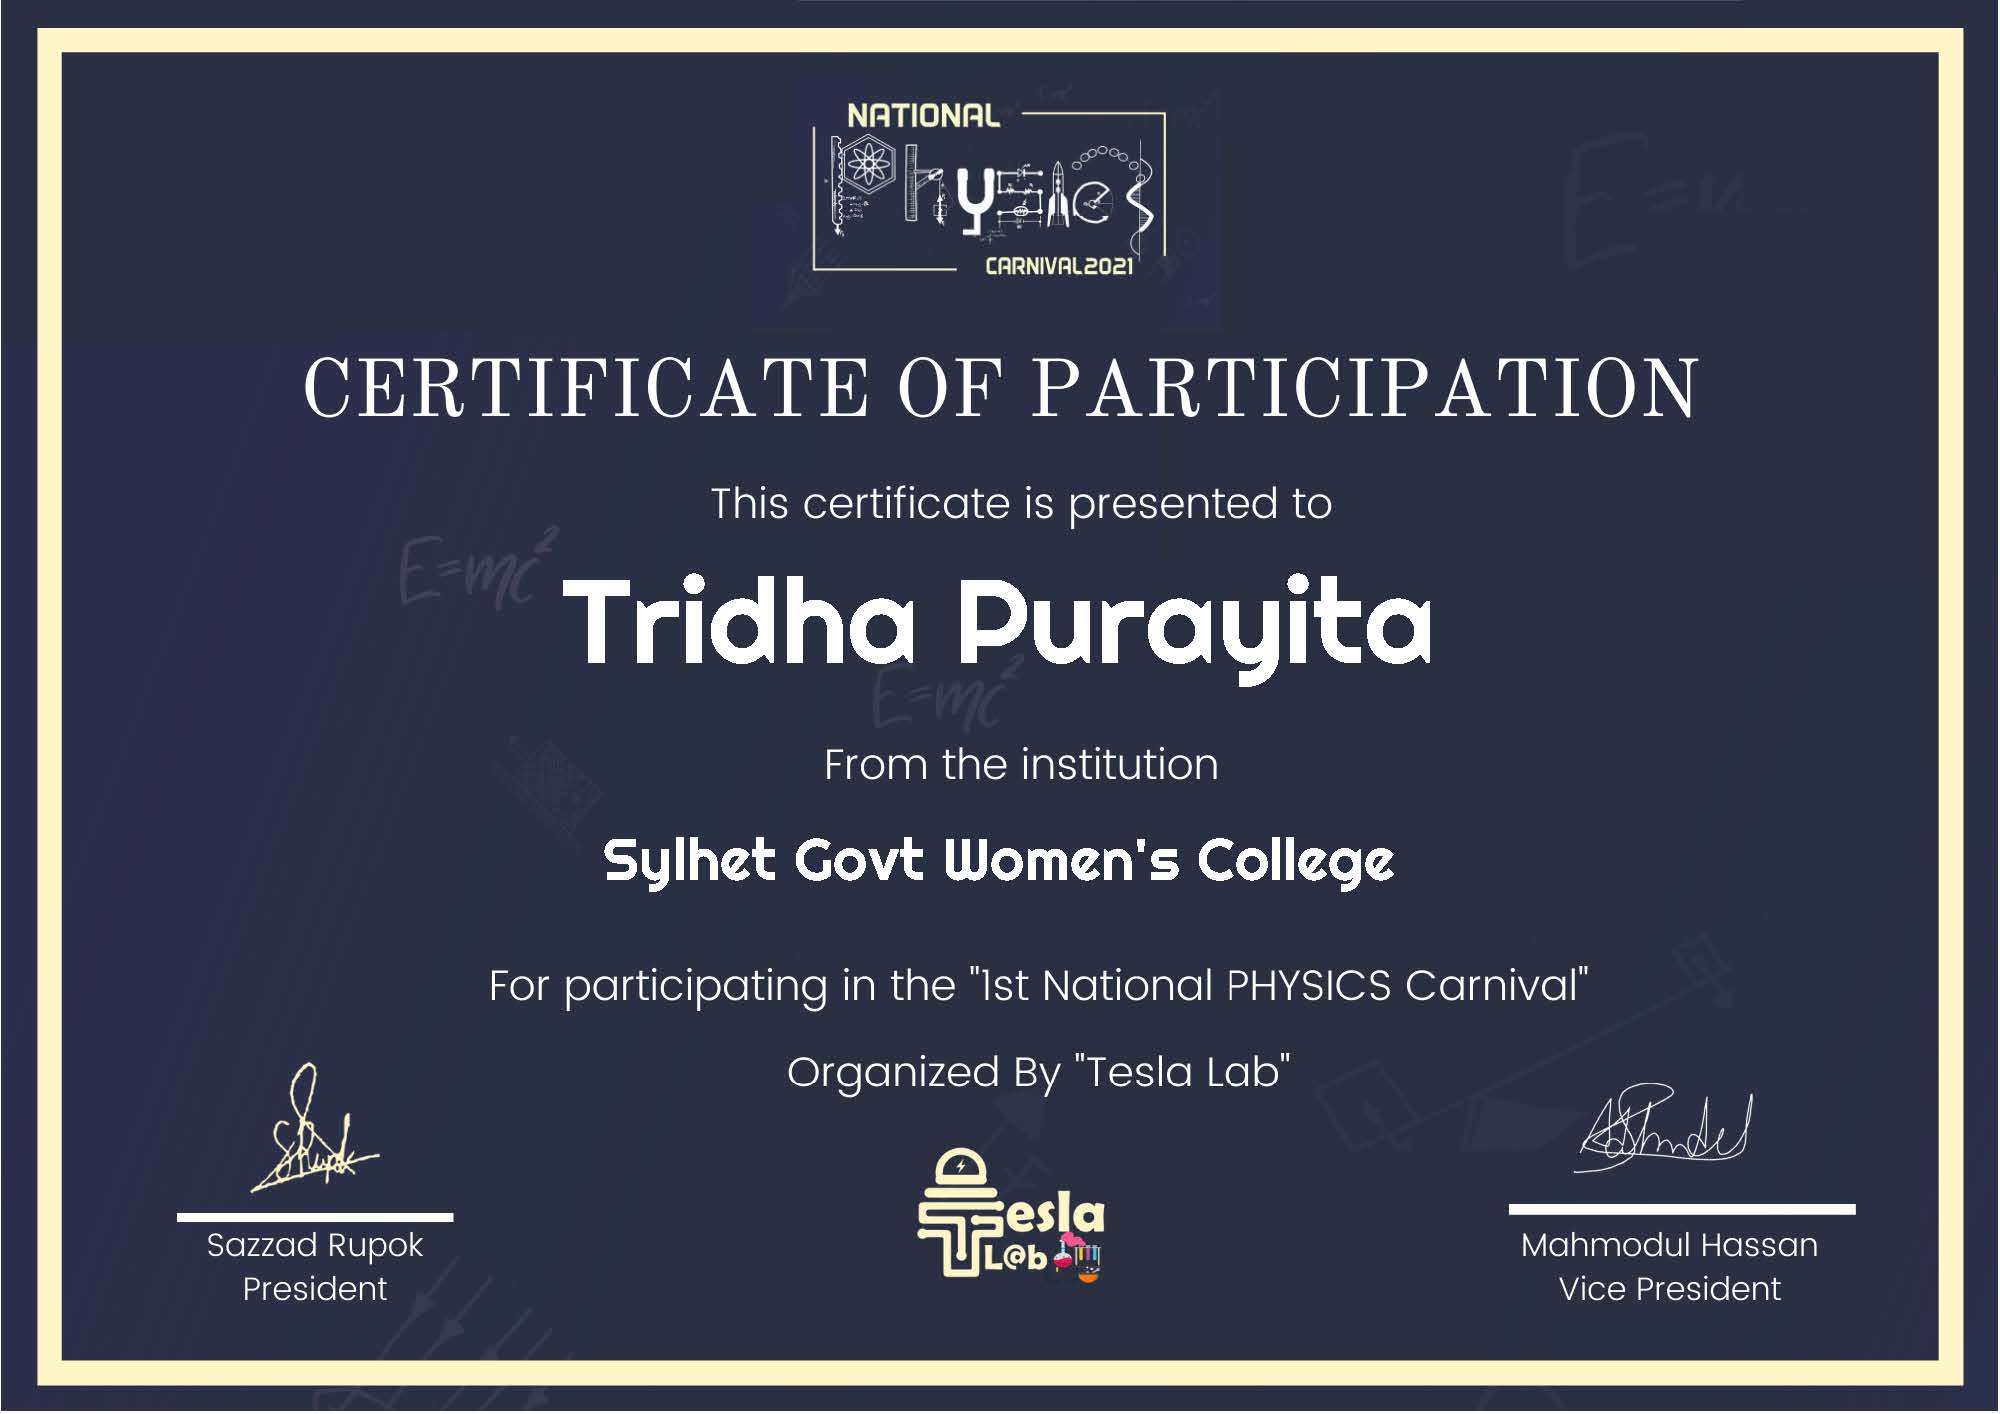 NATIONAL
Physics
CARNIVAL2021
CERTIFICATE OF PARTICIPATION
This certificate is presented to
E=mc²
Tridha Purayita
E=mc²
From the institution
Sylhet Govt Women's College
For participating in the "1st National PHYSICS Carnival"
Organized By "Tesla Lab"
Tesla
L@b
Sazzad Rupok
President
Mahmodul Hassan
Vice President